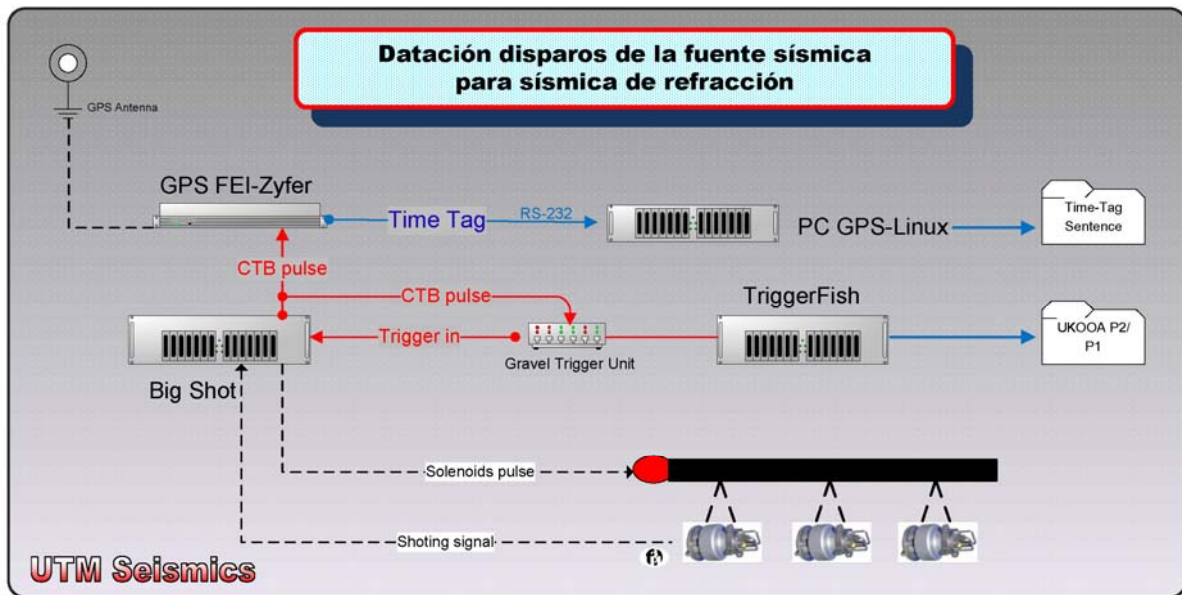 Datación disparos de la fuente sísmica
para sísmica de refracción
GPS Antenna
GPS FEI-Zyfer
Time Tag
RS-232
PC GPS-Linux
Time-Tag
Sentence
CTB pulse
CTB pulse
TriggerFish
Trigger in
Gravel Trigger Unit
UKOOA P2/
P1
Big Shot
Solenoids pulse
Shoting signal
UTM Seismics